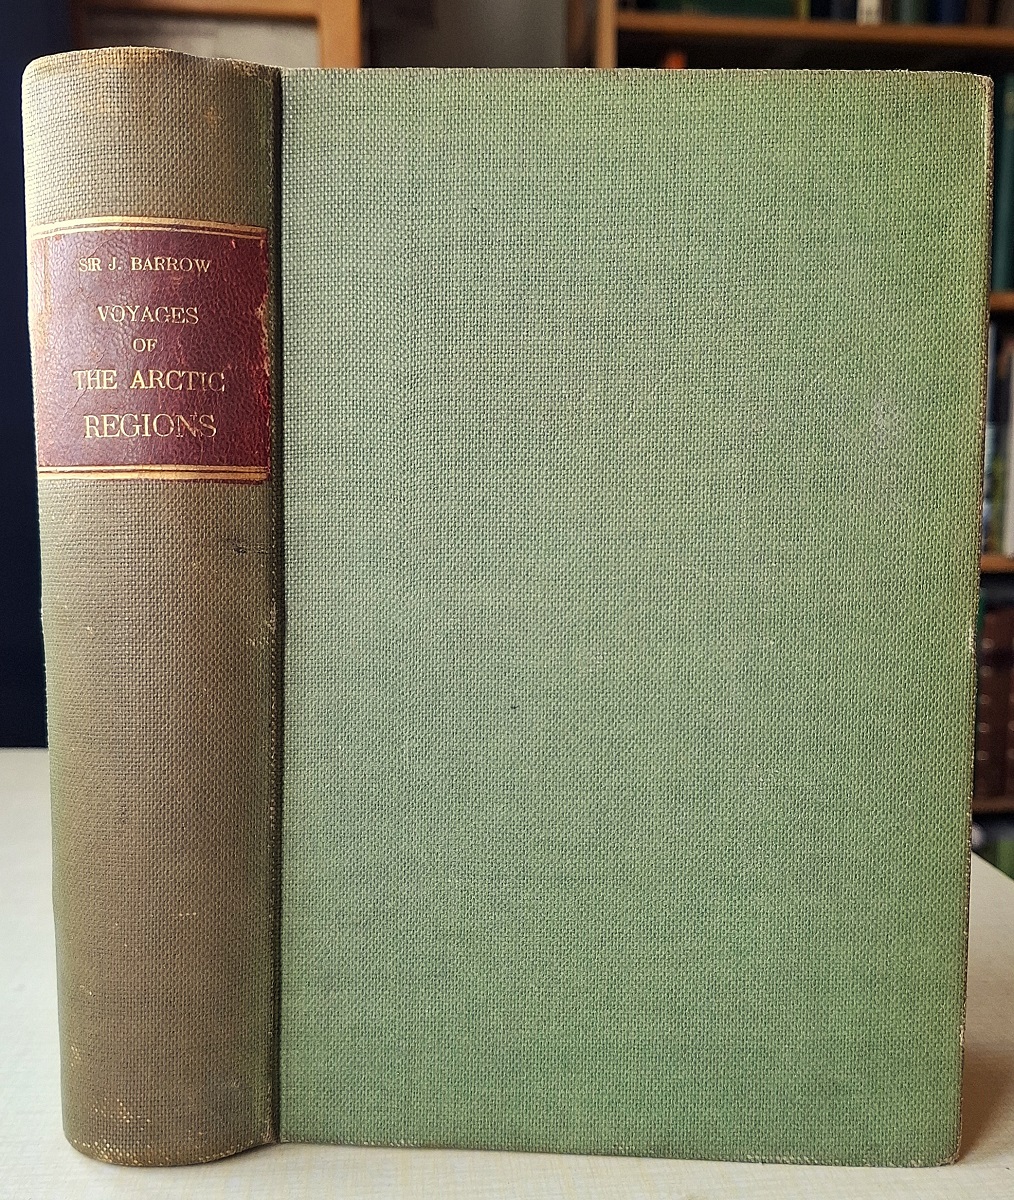 SIR J. BARROW
VOYAGES
OF
THE ARCTIC
REGIONS